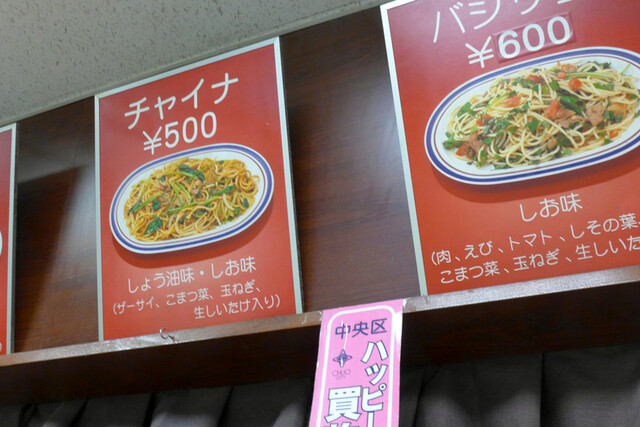 チャイナ
¥500
しょう油味・しお味
(ザーサイ、こまつ菜、玉ねぎ、
生しいたけ入り)
¥600
しお味
(肉、えび、トマト、しその葉、
こまつ菜、玉ねぎ、生しいた
中央区
CHUO
ハッピー
買